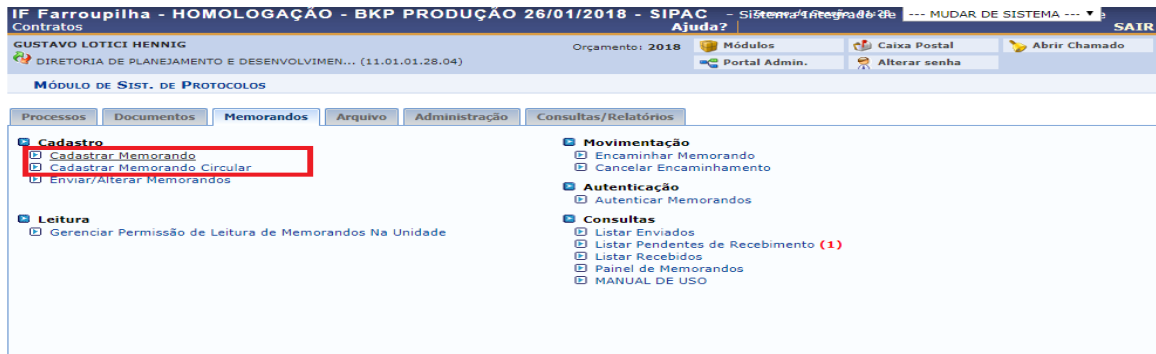 IF Farroupilha - HOMOLOGAÇÃO - BKP PRODUÇÃO 26/01/2018 - SIPAC - Sistema Integrado de
--- MUDAR DE SISTEMA ---
Contratos
Ajuda?
SAIR
GUSTAVO LOTICI HENNIG
Orçamento: 2018
Módulos
Caixa Postal
Abrir Chamado
DIRETORIA DE PLANEJAMENTO E DESENVOLVIMEN... (11.01.01.28.04)
Portal Admin.
Alterar senha
MÓDULO DE SIST. DE PROTOCOLOS
Processos
Documentos
Memorandos
Arquivo
Administração
Consultas/Relatórios
Cadastro
Cadastrar Memorando
Cadastrar Memorando Circular
Enviar/Alterar Memorandos
Leitura
Gerenciar Permissão de Leitura de Memorandos Na Unidade
Movimentação
Encaminhar Memorando
Cancelar Encaminhamento
Autenticação
Autenticar Memorandos
Consultas
Listar Enviados
Listar Pendentes de Recebimento (1)
Listar Recebidos
Painel de Memorandos
MANUAL DE USO